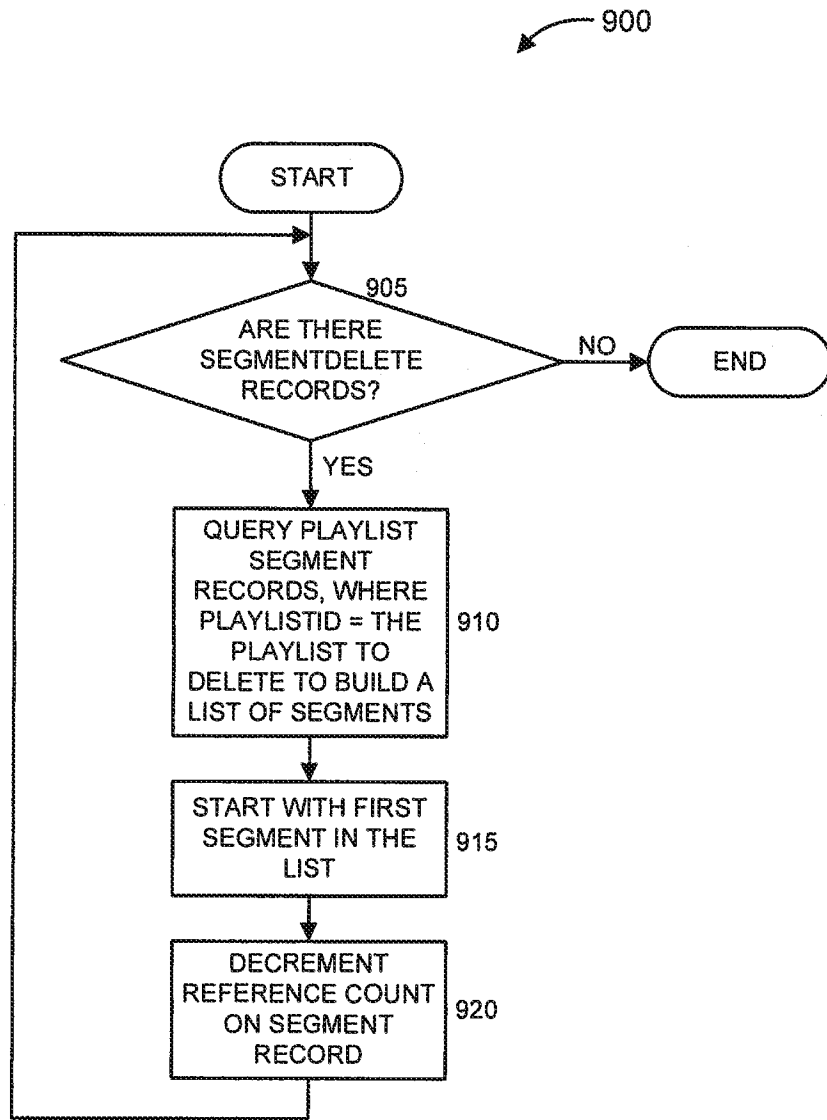 900
START
905
ARE THERE
SEGMENTDELETE
RECORDS?
NO
END
YES
QUERY PLAYLIST
SEGMENT
RECORDS, WHERE
PLAYLISTID = THE
PLAYLIST TO
DELETE TO BUILD A
LIST OF SEGMENTS
910
START WITH FIRST
SEGMENT IN THE
LIST
915
DECREMENT
REFERENCE COUNT
ON SEGMENT
RECORD
920